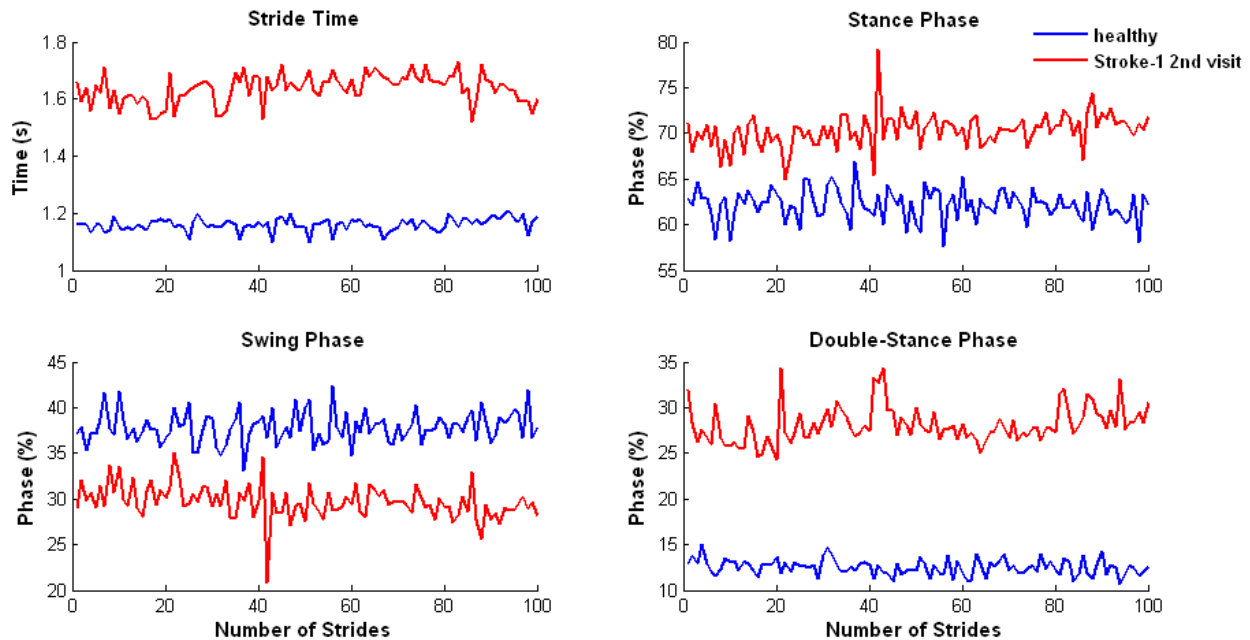 Stride Time
1.8
1.6
1.4
1.2
1
Time (s)
0 20 40 60 80 100
Stance Phase
healthy
Stroke-1 2nd visit
80
75
70
65
60
55
Phase (%)
0 20 40 60 80 100
Swing Phase
45
40
35
30
25
20
Phase (%)
0 20 40 60 80 100
Number of Strides
Double-Stance Phase
35
30
25
20
15
10
Phase (%)
0 20 40 60 80 100
Number of Strides